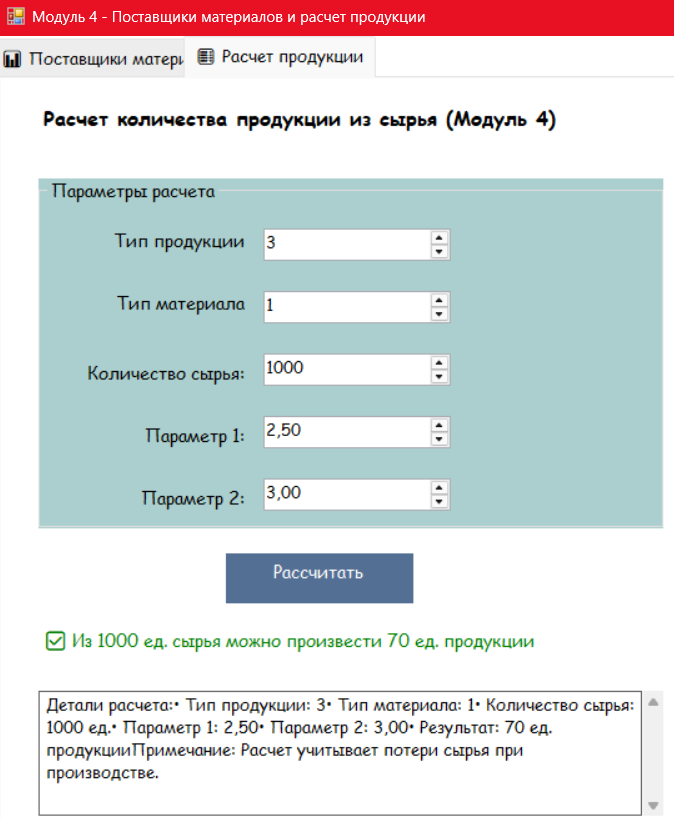 Модуль 4 - Поставщики материалов и расчет продукции
Поставщики матери
Расчет продукции
Расчет количества продукции из сырья (Модуль 4)
Параметры расчета
Тип продукции 3
Тип материала 1
Количество сырья: 1000
Параметр 1: 2,50
Параметр 2: 3,00
Рассчитать
Из 1000 ед. сырья можно произвести 70 ед. продукции
Детали расчета:• Тип продукции: 3• Тип материала: 1• Количество сырья:
1000 ед.• Параметр 1: 2,50• Параметр 2: 3,00• Результат: 70 ед.
продукцииПримечание: Расчет учитывает потери сырья при
производстве.